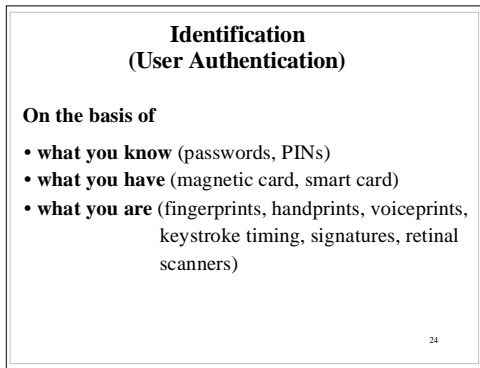 Identification
(User Authentication)
On the basis of
• what you know (passwords, PINs)
• what you have (magnetic card, smart card)
• what you are (fingerprints, handprints, voiceprints,
keystroke timing, signatures, retinal
scanners)
24